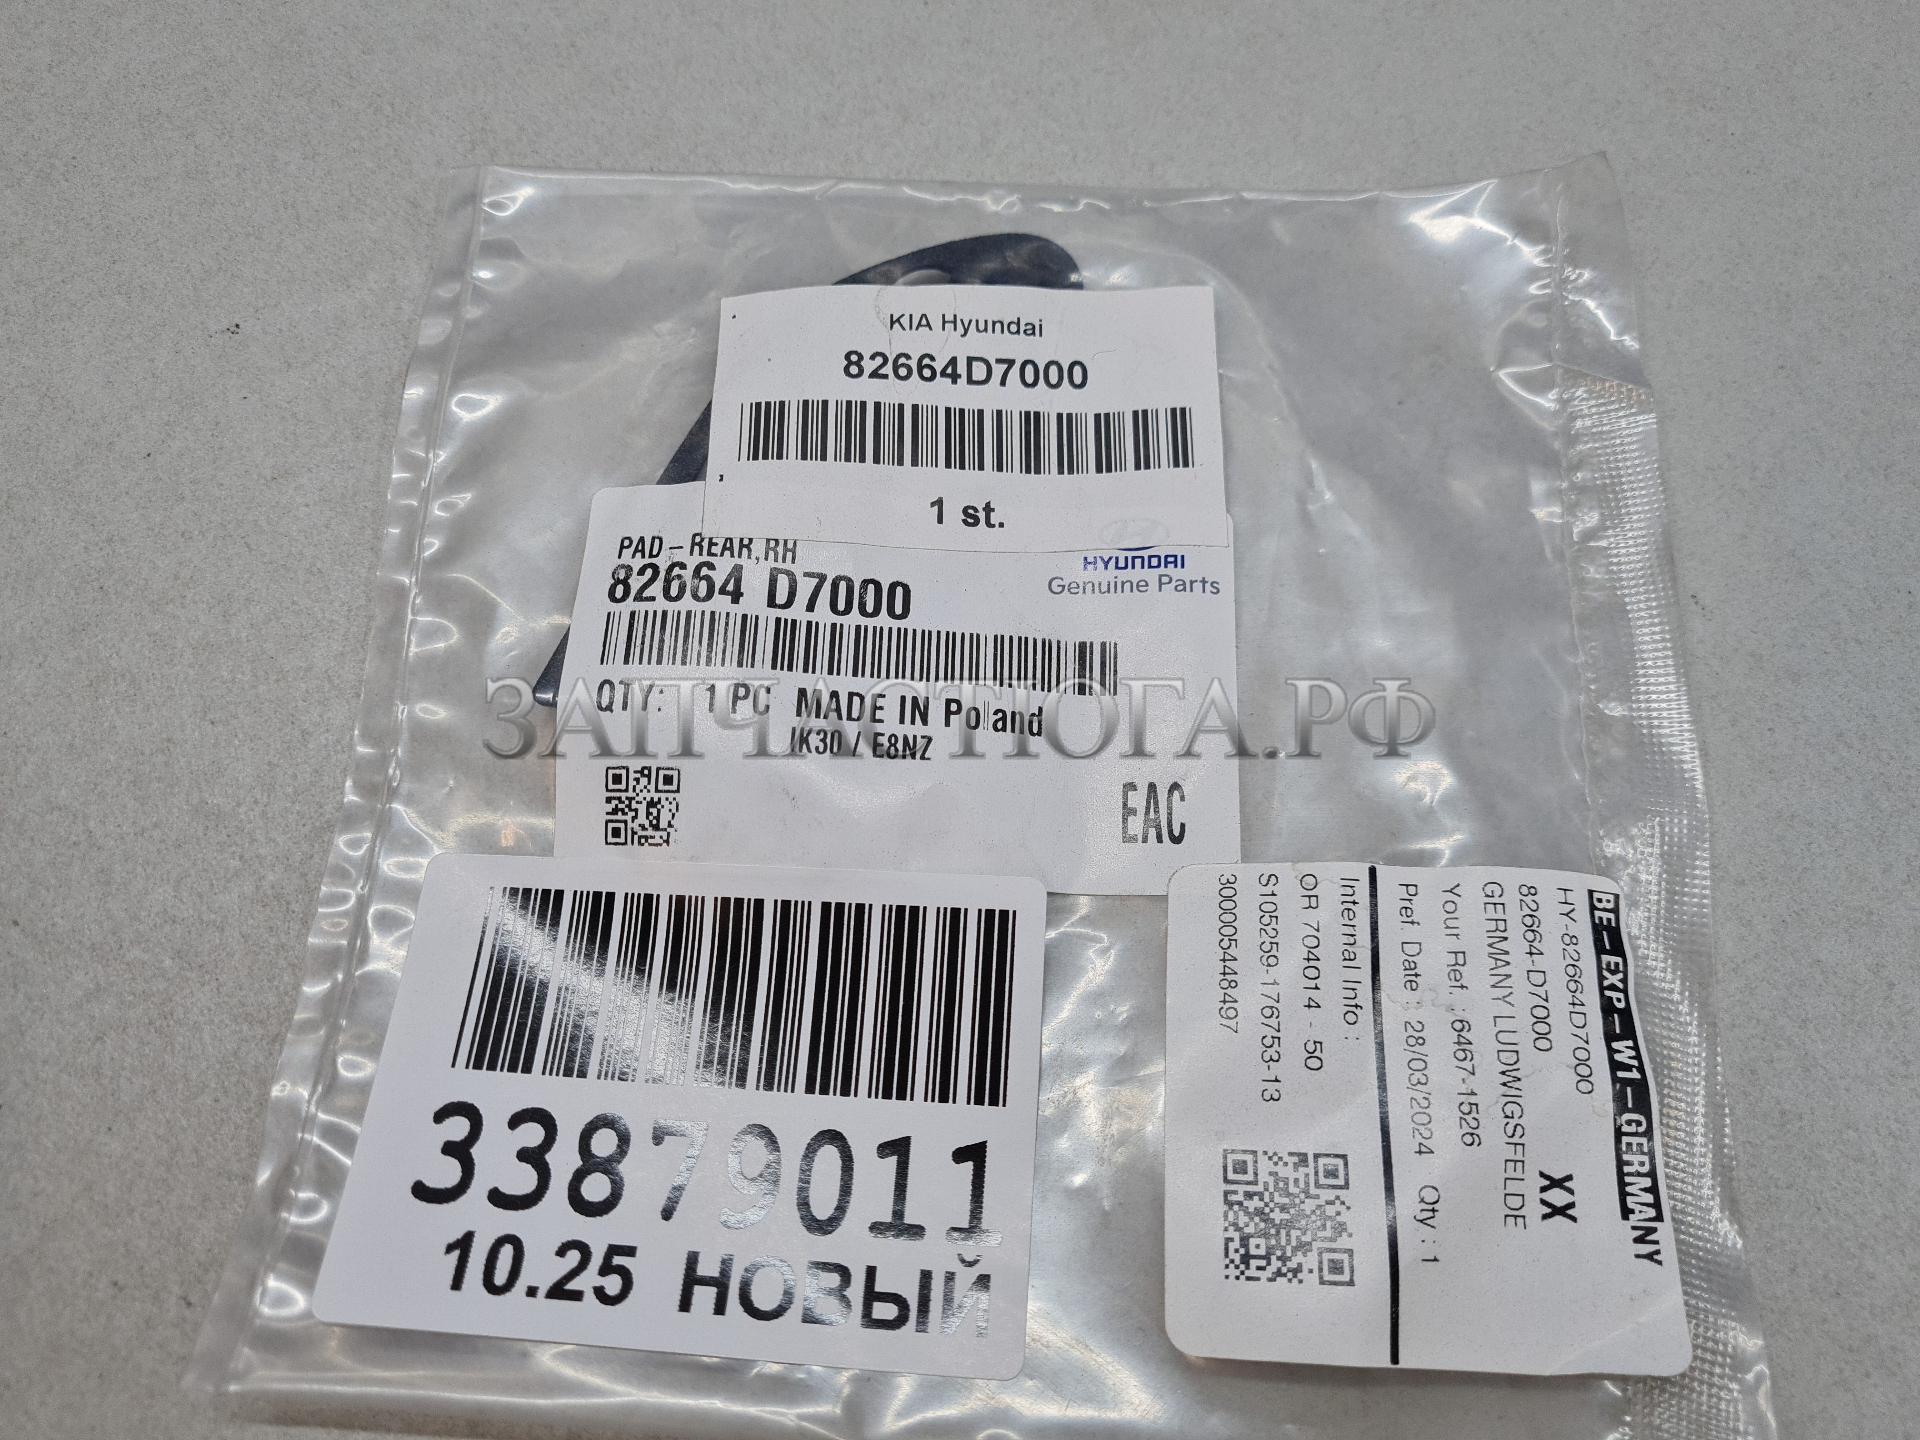 KIA Hyundai
82664D7000
1 st.
PAD-REAR,RH
82664 D7000
HYUNDAI
Genuine Parts
QTY: 1 PC MADE IN Poland
IK30 / E8NZ
EAC
ЗАПЧАСТЮГА.РФ
33879011
10.25 НОВЫЙ
BE-EXP-W1-GERMANY
HY-82664D7000
82664-D7000 XX
GERMANY LUDWIGSFELDE
Your Ref. :6467-1526
Pref. Date : 28/03/2024 Qty : 1
Internal Info :
OR 704014 - 50
S105259-176753-13
300005448497